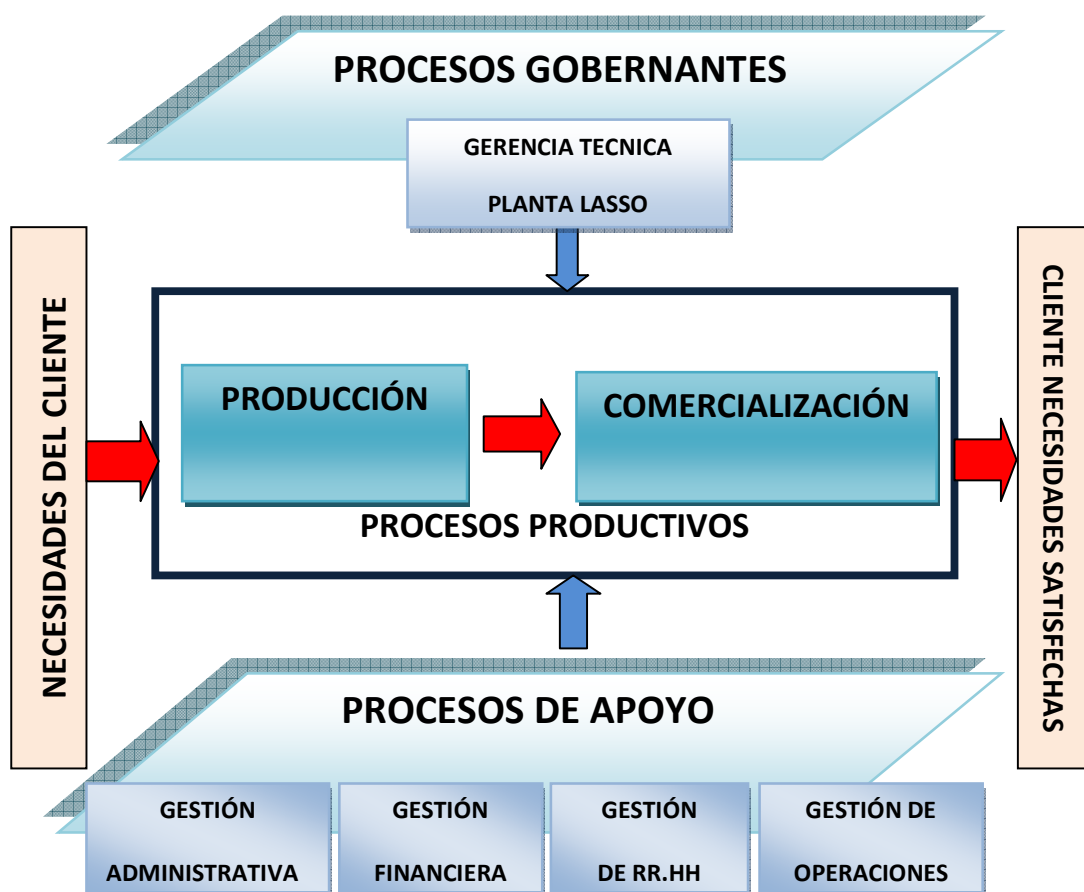 PROCESOS GOBERNANTES
GERENCIA TECNICA
PLANTA LASSO
NECESIDADES DEL CLIENTE
PRODUCCIÓN
COMERCIALIZACIÓN
PROCESOS PRODUCTIVOS
CLIENTE NECESIDADES SATISFECHAS
PROCESOS DE APOYO
GESTIÓN
ADMINISTRATIVA
GESTIÓN
FINANCIERA
GESTIÓN
DE RR.HH
GESTIÓN DE
OPERACIONES